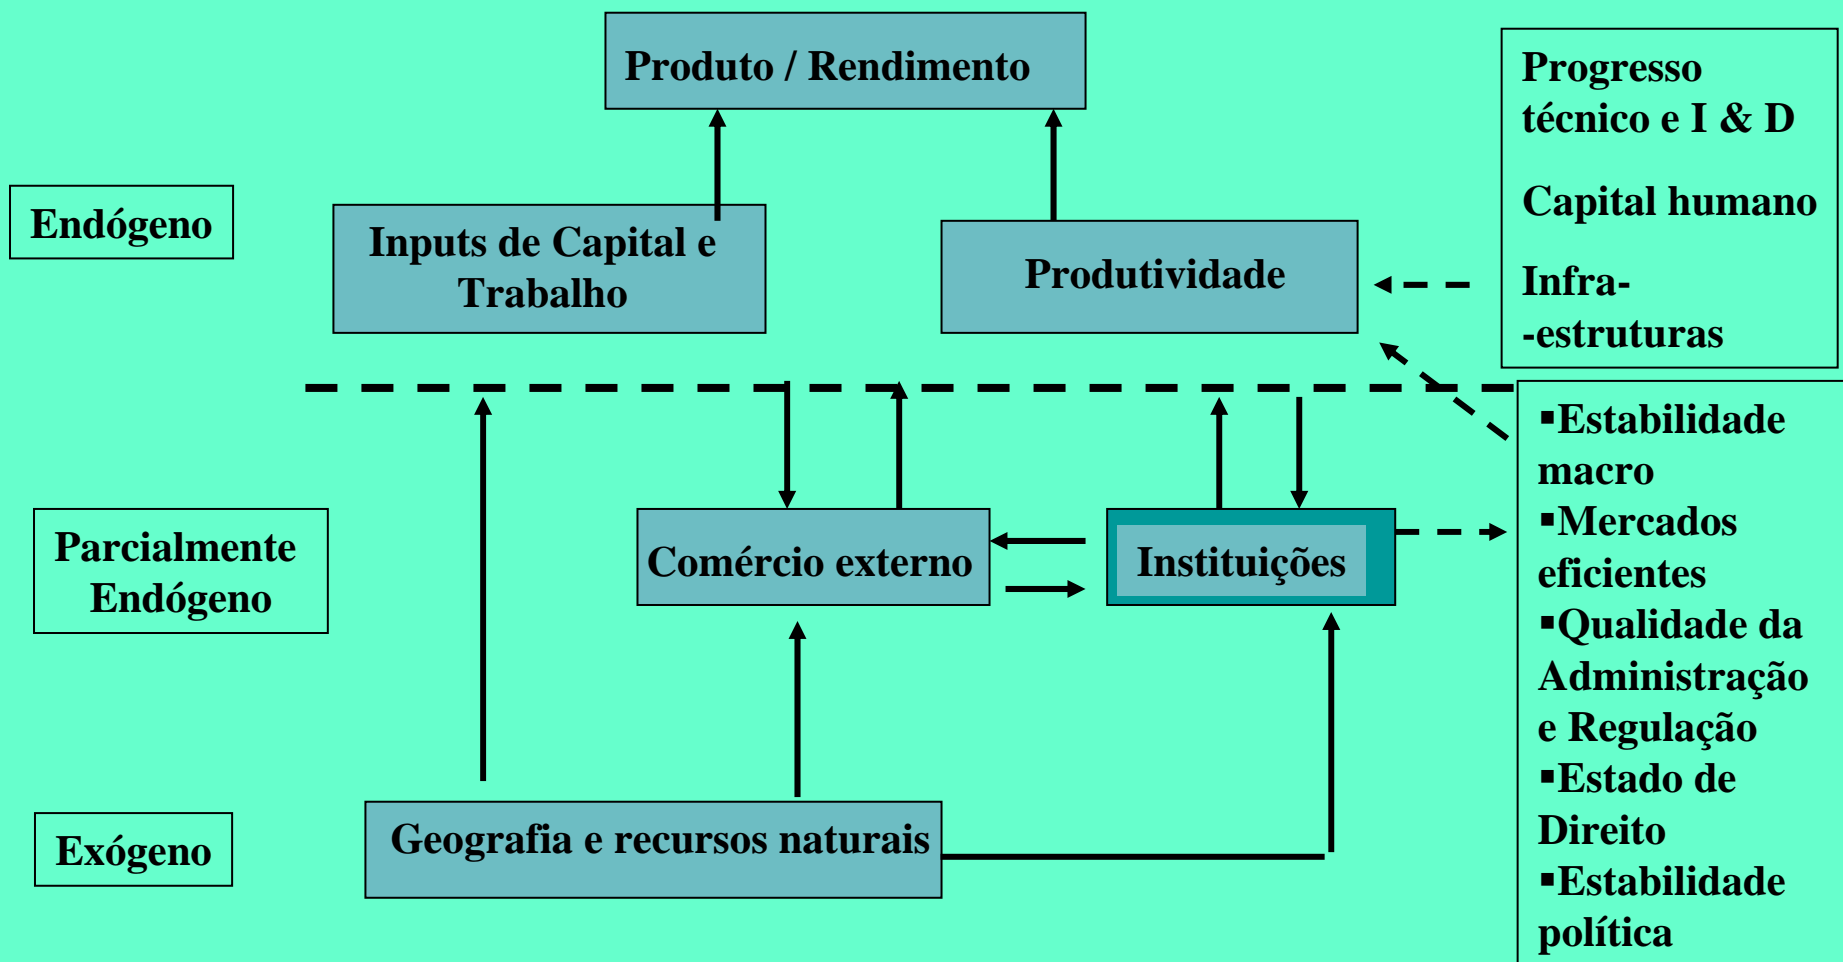 Produto / Rendimento
Progresso
técnico e I & D
Capital humano
Infra-
-estruturas
Endógeno
Inputs de Capital e
Trabalho
Produtividade
▪Estabilidade
macro
▪Mercados
eficientes
▪Qualidade da
Administração
e Regulação
▪Estado de
Direito
▪Estabilidade
política
Parcialmente
Endógeno
Comércio externo
Instituições
Exógeno
Geografia e recursos naturais